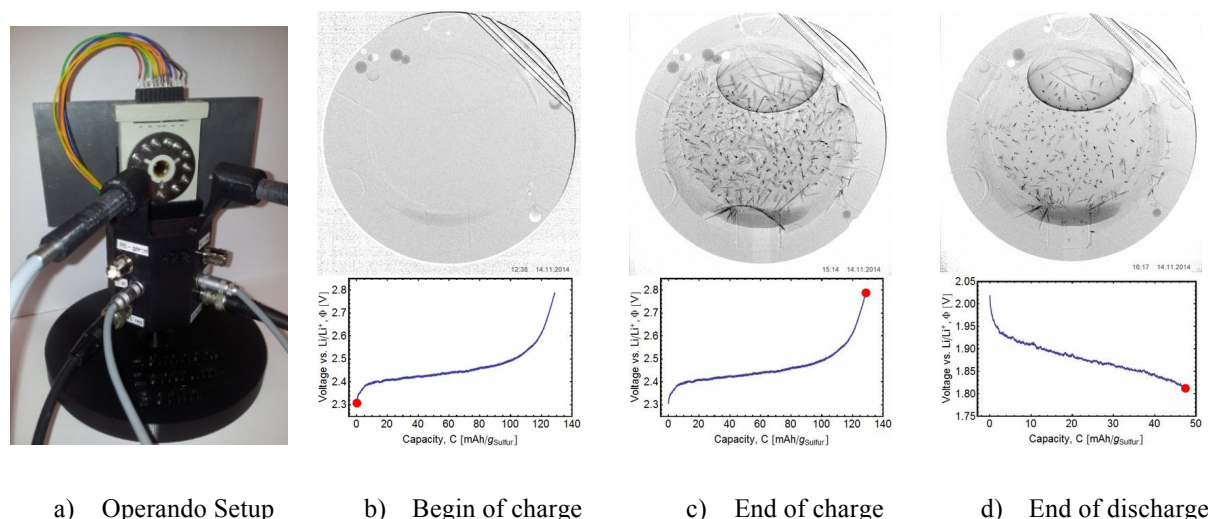 12:38 14.11.2014
15:14 14.11.2014
16:17 14.11.2014
Voltage vs. Li/Li⁺, Φ [V]
2.8
2.7
2.6
2.5
2.4
2.3
0 20 40 60 80 100 120 140
Capacity, C [mAh/gSulfur]
Voltage vs. Li/Li⁺, Φ [V]
2.8
2.7
2.6
2.5
2.4
2.3
0 20 40 60 80 100 120 140
Capacity, C [mAh/gSulfur]
Voltage vs. Li/Li⁺, Φ [V]
2.05
2.00
1.95
1.90
1.85
1.80
1.75
0 10 20 30 40 50
Capacity, C [mAh/gSulfur]
a) Operando Setup
b) Begin of charge
c) End of charge
d) End of discharge